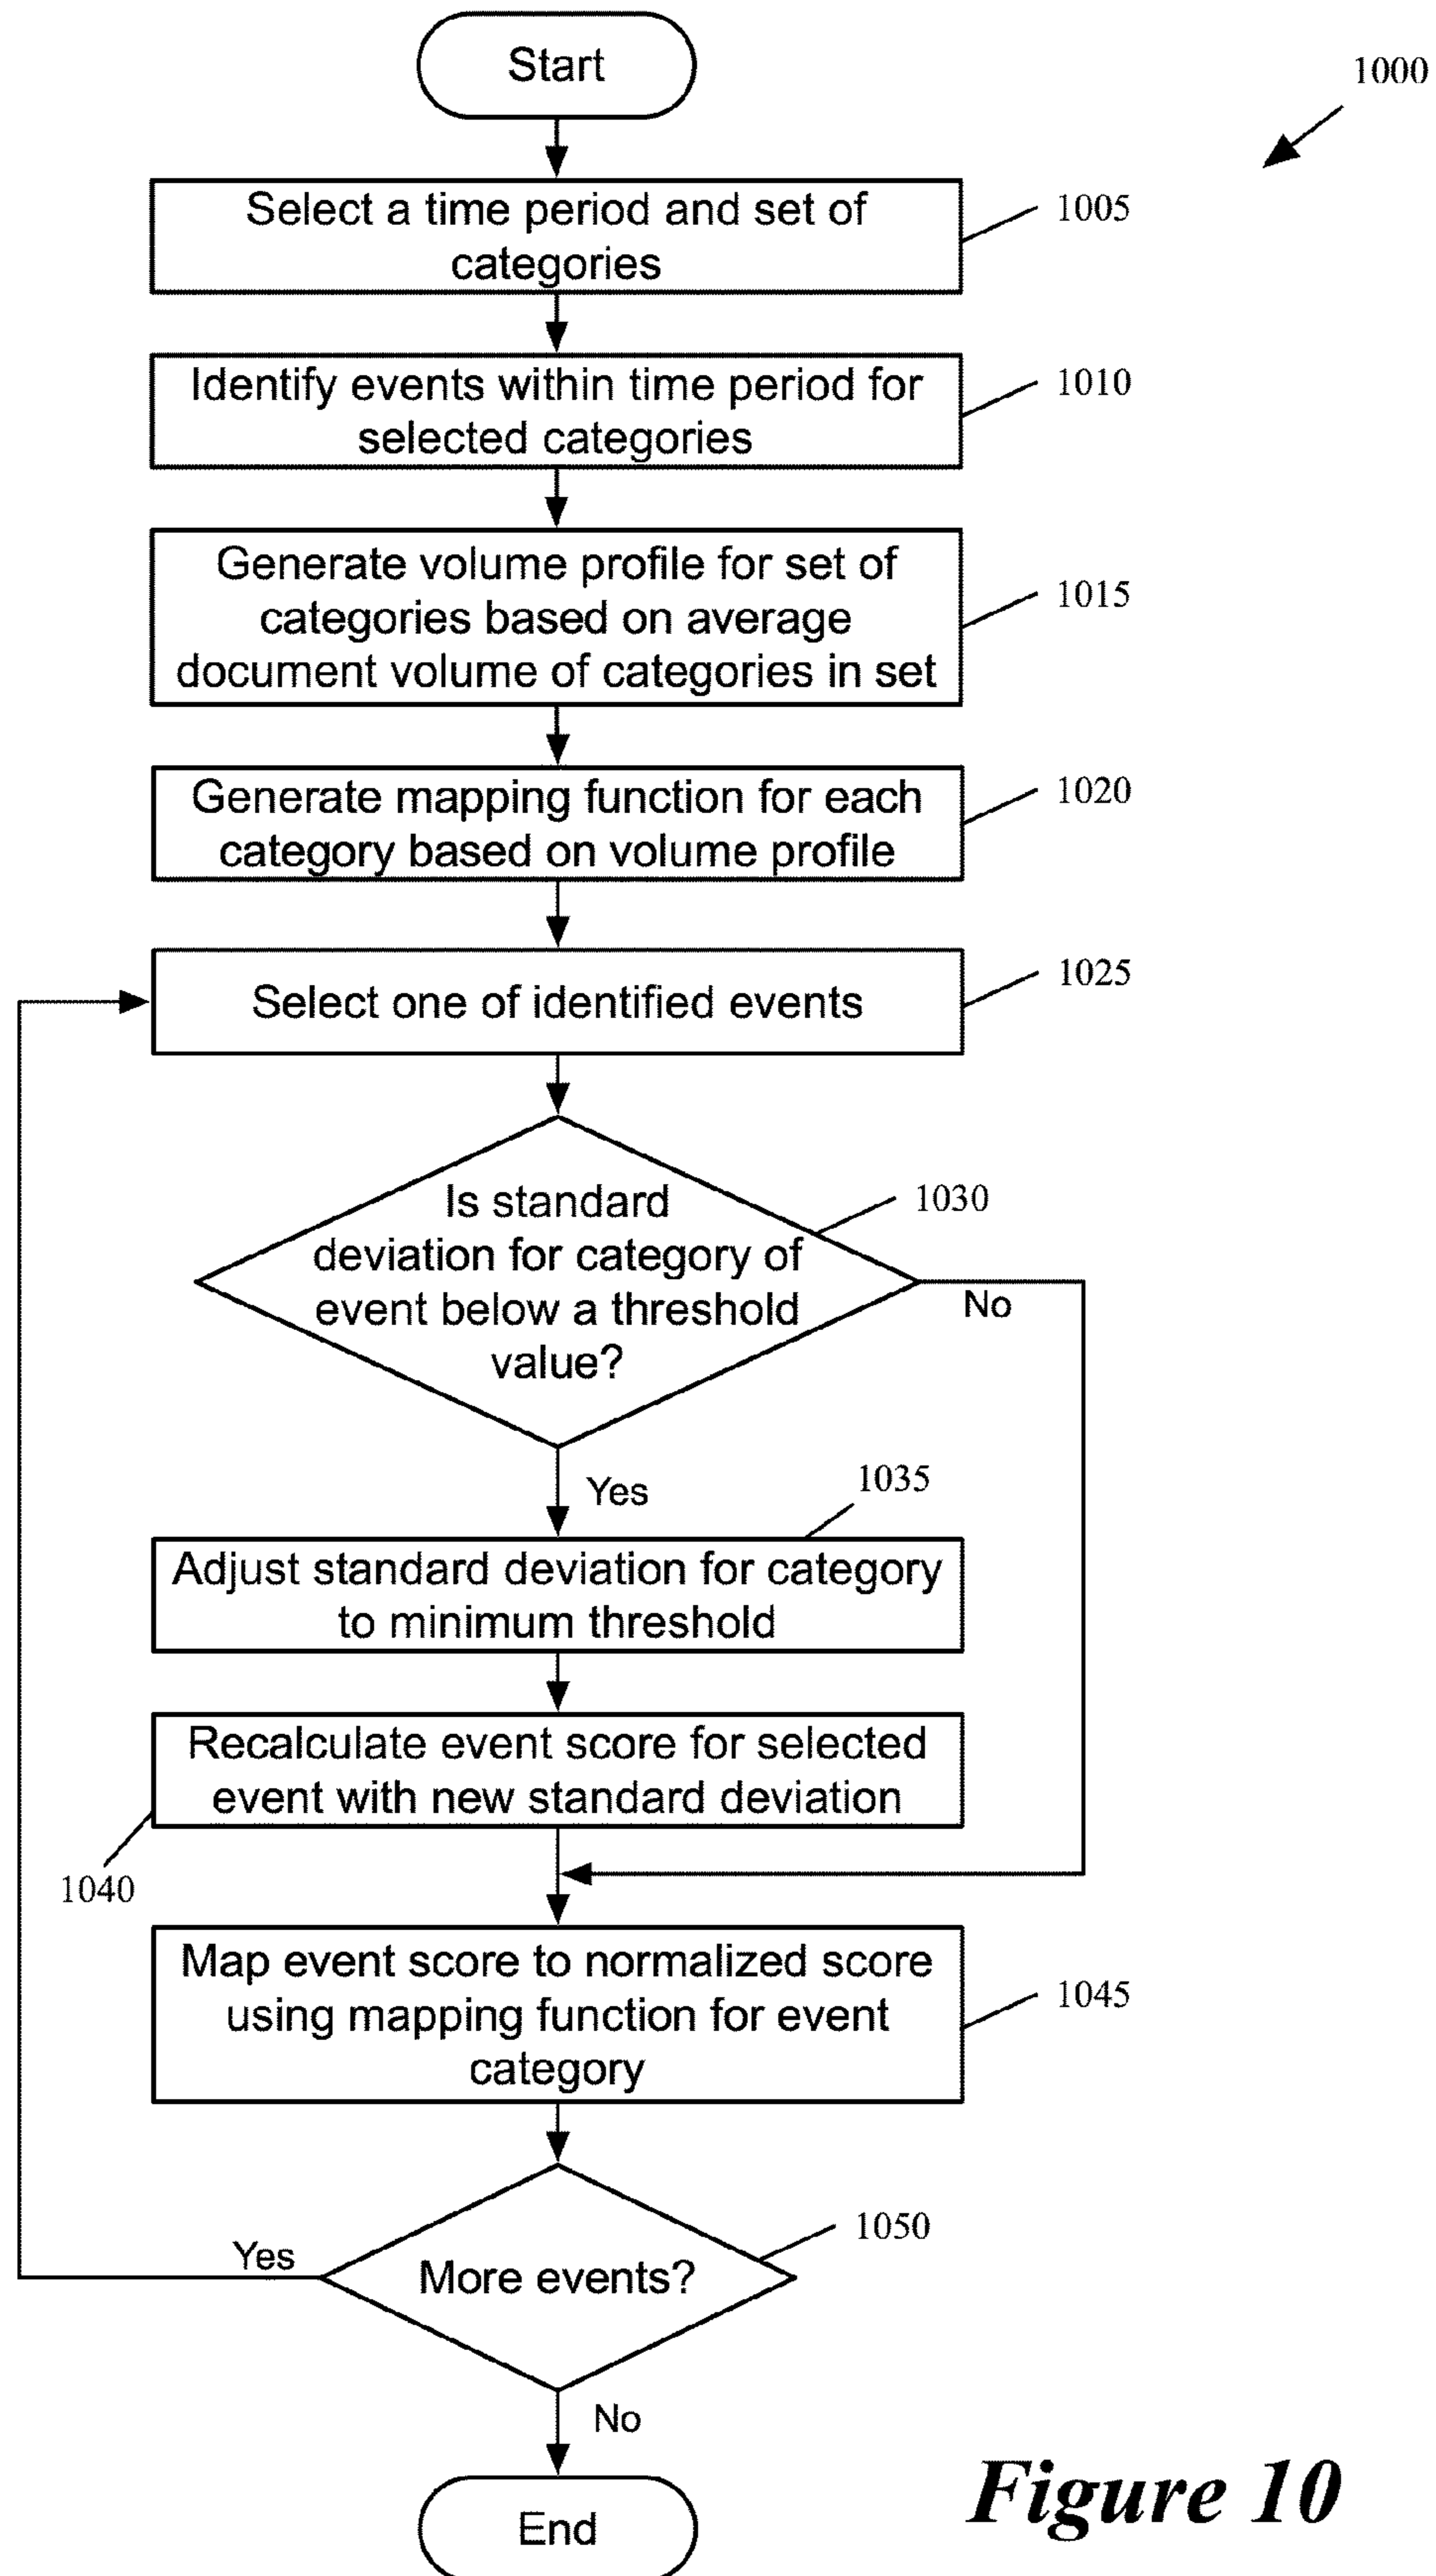 Start
1000
Select a time period and set of
categories
1005
Identify events within time period for
selected categories
1010
Generate volume profile for set of
categories based on average
document volume of categories in set
1015
Generate mapping function for each
category based on volume profile
1020
Select one of identified events
1025
Is standard
deviation for category of
event below a threshold
value?
1030
No
Yes
1035
Adjust standard deviation for category
to minimum threshold
Recalculate event score for selected
event with new standard deviation
1040
Map event score to normalized score
using mapping function for event
category
1045
More events?
1050
Yes
No
End
Figure 10